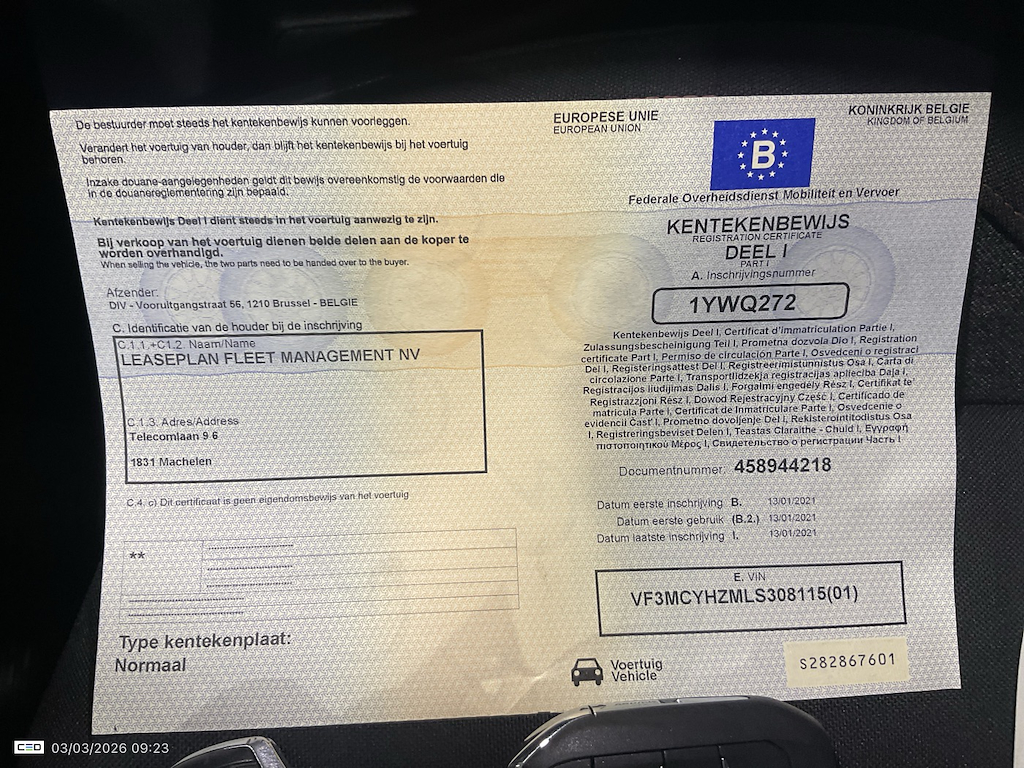 De bestuurder moet steeds het kentekenbewijs kunnen voorleggen.
Verandert het voertuig van houder, dan blijft het kentekenbewijs bij het voertuig
behoren.
Inzake douane-aangelegenheden geldt dit bewijs overeenkomstig de voorwaarden die
in de douanereglementering zijn bepaald.
Kentekenbewijs Deel I dient steeds in het voertuig aanwezig te zijn.
Bij verkoop van het voertuig dienen beide delen aan de koper te
worden overhandigd.
When selling the vehicle, the two parts need to be handed over to the buyer.
Afzender:
DIV - Vooruitgangstraat 56, 1210 Brussel - BELGIE
C. Identificatie van de houder bij de inschrijving
C.1.1.+C1.2. Naam/Name
LEASEPLAN FLEET MANAGEMENT NV
C.1.3. Adres/Address
Telecomlaan 9 6
1831 Machelen
C.4. c) Dit certificaat is geen eigendomsbewijs van het voertuig
**
Type kentekenplaat:
Normaal
EUROPESE UNIE
EUROPEAN UNION
KONINKRIJK BELGIE
KINGDOM OF BELGIUM
B
Federale Overheidsdienst Mobiliteit en Vervoer
KENTEKENBEWIJS
REGISTRATION CERTIFICATE
DEEL I
PART I
A. Inschrijvingsnummer
1YWQ272
Kentekenbewijs Deel I, Certificat d'immatriculation Partie I,
Zulassungsbescheinigung Teil I, Prometna dozvola Dio I, Registration
certificate Part I, Permiso de circulación Parte I, Osvedceni o registraci
Del I, Registeringsattest Del I, Registreerimistunnistus Osa I, Carta di
circolazione Parte I, Transportlidzekja registracijas aplieciba Daja I,
Registracijos liudijimas Dalis I, Forgalmi engedély Rész I, Certifikat te'
Registrazzjoni Rész I, Dowod Rejestracyjny Część I, Certificado de
matricula Parte I, Certificat de Inmatriculare Parte I, Osvedcenie o
evidencii Cast' I, Prometno dovoljenje Del I, Rekisteröintitodistus Osa
I, Registreringsbeviset Delen I, Teastas Claraithe - Chuid I, Εγγραφή
πιστοποιητικού Μέρος I, Свидетельство о регистрации Часть I
Documentnummer: 458944218
Datum eerste inschrijving B. 13/01/2021
Datum eerste gebruik (B.2.) 13/01/2021
Datum laatste inschrijving I. 13/01/2021
E. VIN
VF3MCYHZMLS308115(01)
Voertuig
Vehicle
S282867601
CED 03/03/2026 09:23